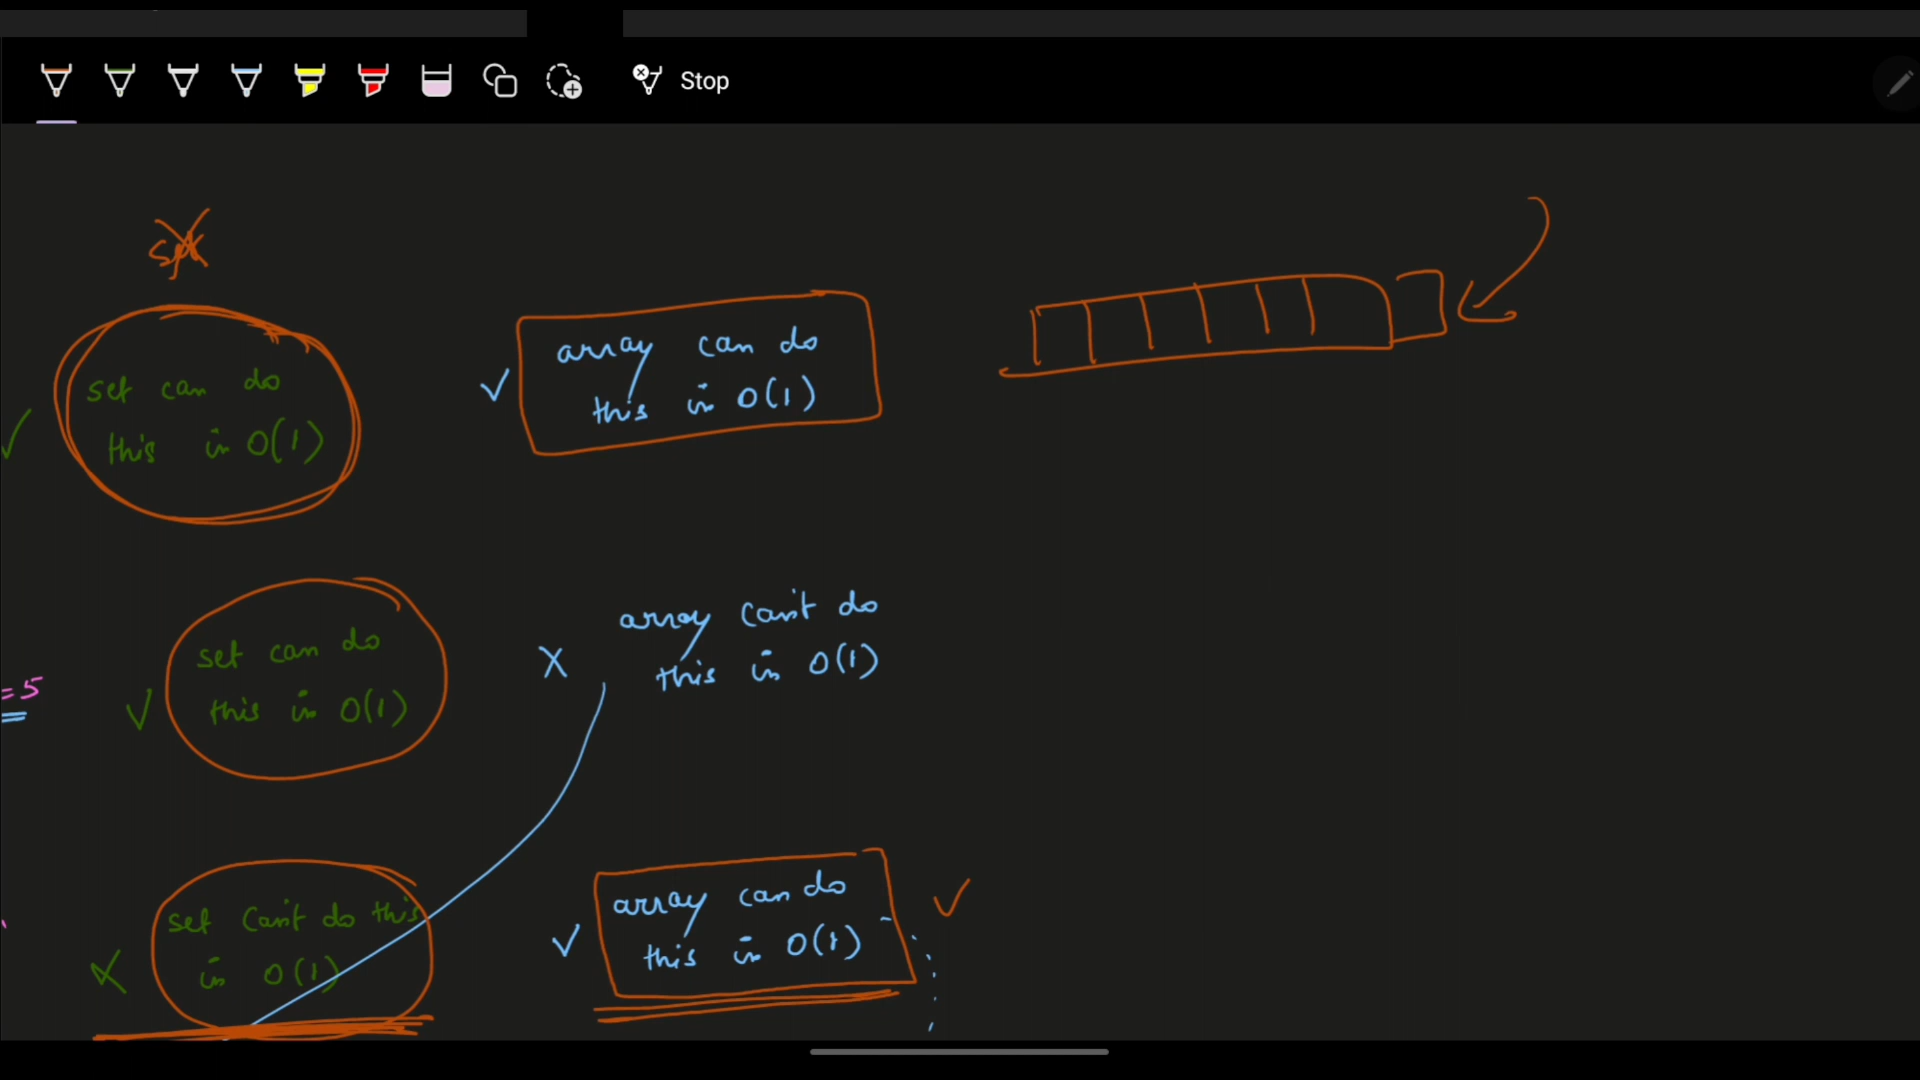 Stop
set can do
this in O(1)
array can do
this in O(1)
=5
set can do
this in O(1)
array can't do
this in O(1)
set can't do this
in O(1)
array can do
this in O(1)